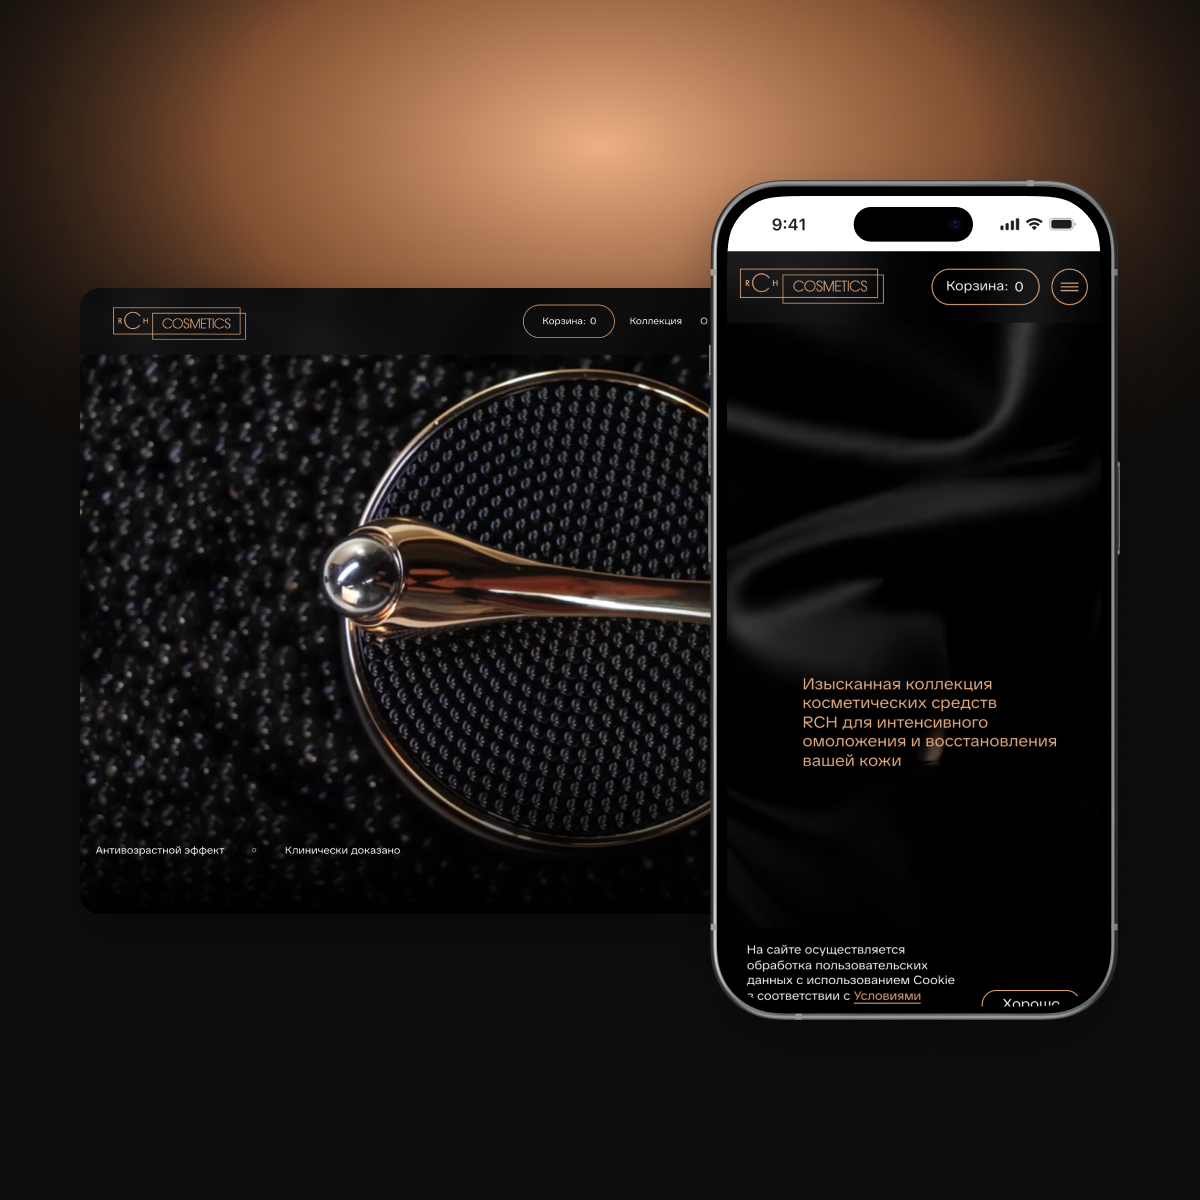 RCH COSMETICS
Корзина: 0
Коллекция
О
Антивозрастной эффект
Клинически доказано
9:41
RCH COSMETICS
Корзина: 0
Изысканная коллекция
косметических средств
RCH для интенсивного
омоложения и восстановления
вашей кожи
На сайте осуществляется
обработка пользовательских
данных с использованием Cookie
в соответствии с Условиями
Хорошо